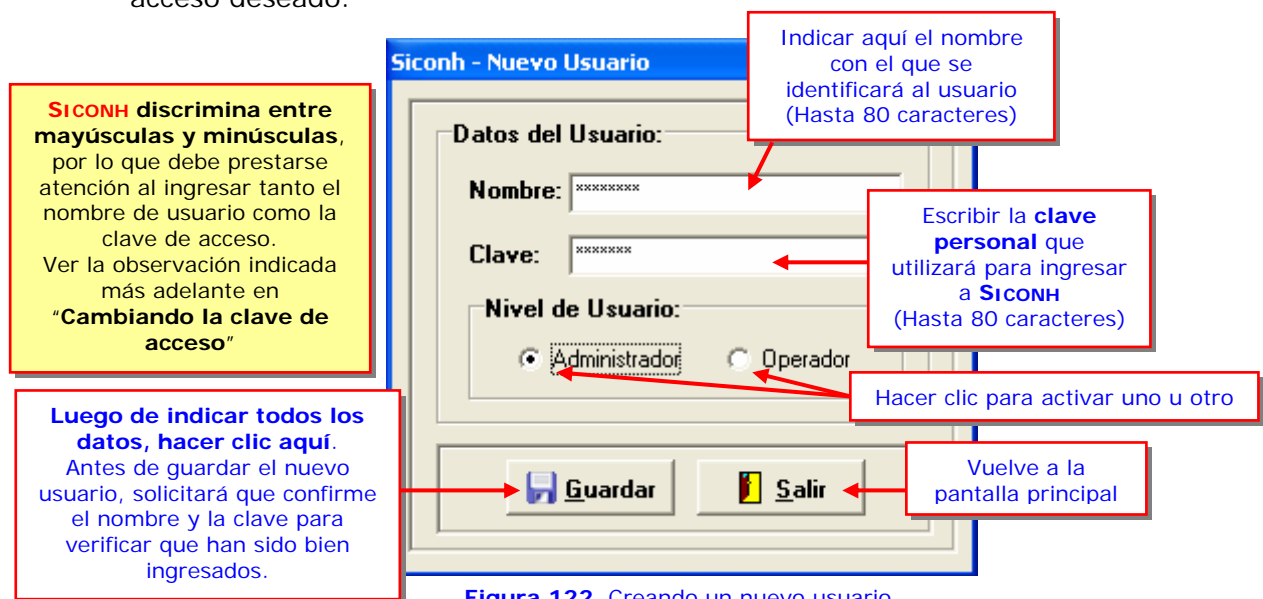 acceso deseado.
Siconh - Nuevo Usuario
Indicar aquí el nombre
con el que se
identificará al usuario
(Hasta 80 caracteres)
SICONH discrimina entre
mayúsculas y minúsculas,
por lo que debe prestarse
atención al ingresar tanto el
nombre de usuario como la
clave de acceso.
Ver la observación indicada
más adelante en
"Cambiando la clave de
acceso"
Datos del Usuario:
Nombre: ********
Clave: *******
Escribir la clave
personal que
utilizará para ingresar
a SICONH
(Hasta 80 caracteres)
Nivel de Usuario:
Administrador Operador
Hacer clic para activar uno u otro
Luego de indicar todos los
datos, hacer clic aquí.
Antes de guardar el nuevo
usuario, solicitará que confirme
el nombre y la clave para
verificar que han sido bien
ingresados.
Guardar Salir
Vuelve a la
pantalla principal
Figura 122. Creando un nuevo usuario